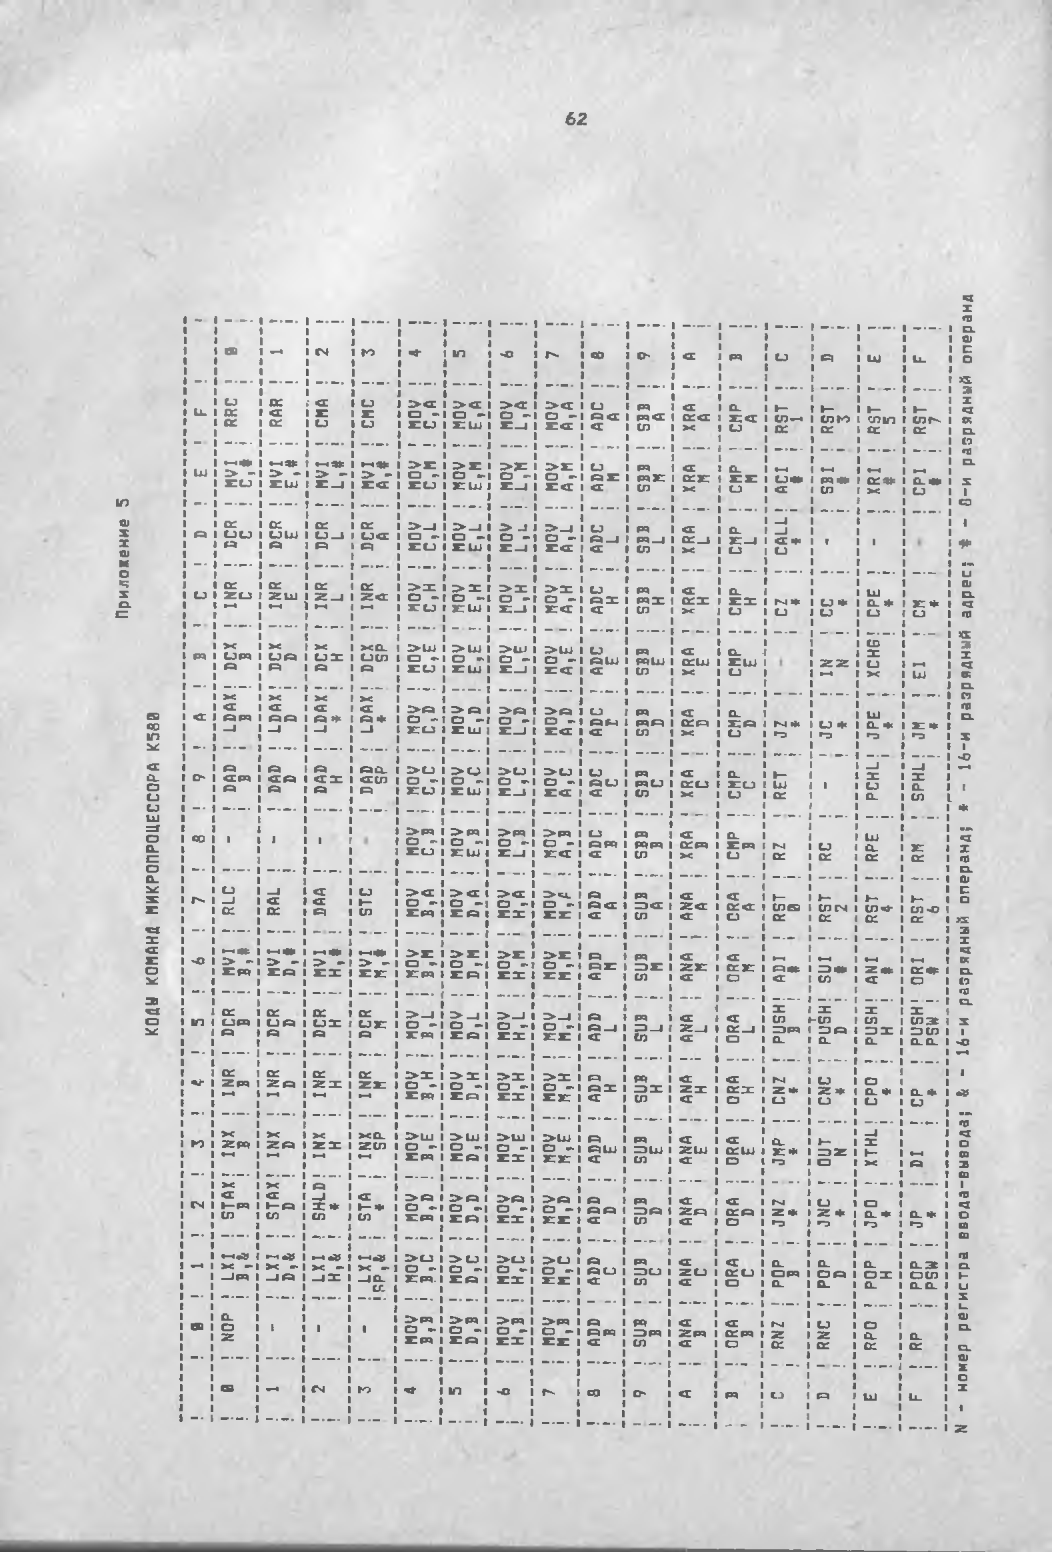 62
Приложение 5
КОДЫ КОМАНД МИКРОПРОЦЕССОРА К580
0 1 2 3 4 5 6 7 8 9 A B C D E F
0 NOP LXI STAX INX INR DCR MVI RLC - DAD LDAX DCX INR DCR MVI RRC 0
B,& B B B B B,# B B B C C C,#
1 - LXI STAX INX INR DCR MVI RAL - DAD LDAX DCX INR DCR MVI RAR 1
D,& D D D D D,# D D D E E E,#
2 - LXI SHLD INX INR DCR MVI DAA - DAD LDAX DCX INR DCR MVI CMA 2
H,& * H H H H,# H * H L L L,#
3 - LXI STA INX INR DCR MVI STC - DAD LDAX DCX INR DCR MVI CMC 3
SP,& * SP M M M,# SP SP A A A,#
4 MOV MOV MOV MOV MOV MOV MOV MOV MOV MOV MOV MOV MOV MOV MOV MOV 4
B,B B,C B,D B,E B,H B,L B,M B,A C,B C,C C,D C,E C,H C,L C,M C,A
5 MOV MOV MOV MOV MOV MOV MOV MOV MOV MOV MOV MOV MOV MOV MOV MOV 5
D,B D,C D,D D,E D,H D,L D,M D,A E,B E,C E,D E,E E,H E,L E,M E,A
6 MOV MOV MOV MOV MOV MOV MOV MOV MOV MOV MOV MOV MOV MOV MOV MOV 6
H,B H,C H,D H,E H,H H,L H,M H,A L,B L,C L,D L,E L,H L,L L,M L,A
7 MOV MOV MOV MOV MOV MOV MOV MOV MOV MOV MOV MOV MOV MOV MOV MOV 7
M,B M,C M,D M,E M,H M,L M,M M,A A,B A,C A,D A,E A,H A,L A,M A,A
8 ADD ADD ADD ADD ADD ADD ADD ADD ADC ADC ADC ADC ADC ADC ADC ADC 8
B C D E H L M A B C D E H L M A
9 SUB SUB SUB SUB SUB SUB SUB SUB SBB SBB SBB SBB SBB SBB SBB SBB 9
B C D E H L M A B C D E H L M A
A ANA ANA ANA ANA ANA ANA ANA ANA XRA XRA XRA XRA XRA XRA XRA XRA A
B C D E H L M A B C D E H L M A
B ORA ORA ORA ORA ORA ORA ORA ORA CMP CMP CMP CMP CMP CMP CMP CMP B
B C D E H L M A B C D E H L M A
C RNZ POP JNZ JMP CNZ PUSH ADI RST RZ RET JZ - CZ CALL ACI RST C
B * * * B # 0 * * * # 1
D RNC POP JNC OUT CNC PUSH SUI RST RC - JC IN CC - SBI RST D
D * N * D # 2 * N * # 3
E RPO POP JPO XTHL CPO PUSH ANI RST RPE PCHL JPE XCHG CPE - XRI RST E
H * * H # 4 * * # 5
F RP POP JP DI CP PUSH ORI RST RM SPHL JM EI CM - CPI RST F
PSW * * PSW # 6 * * # 7
N - номер регистра ввода-вывода; & - 16-и разрядный операнд; * - 16-и разрядный адрес; # - 8-и разрядный операнд